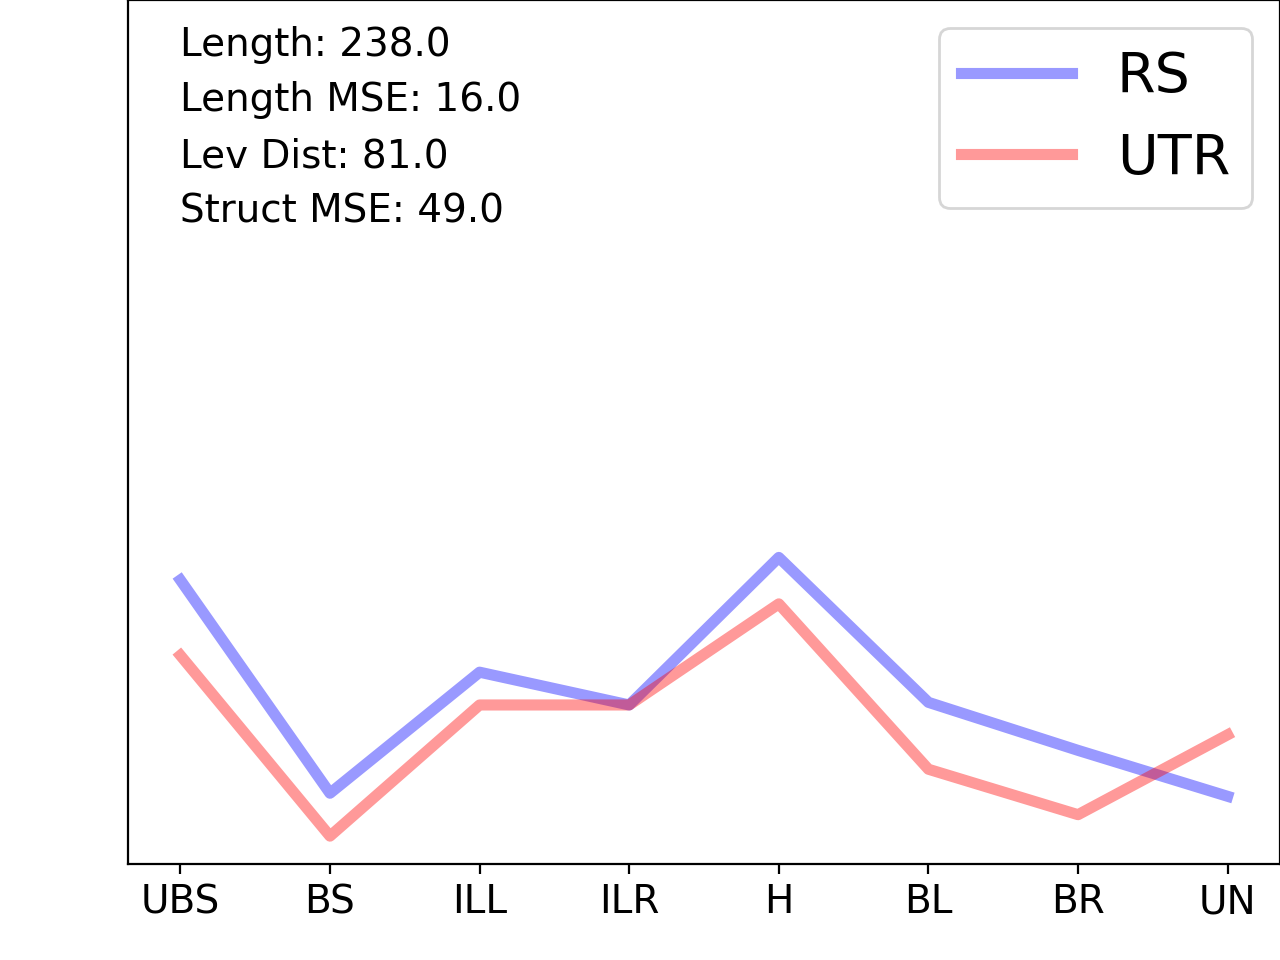 Length: 238.0
Length MSE: 16.0
Lev Dist: 81.0
Struct MSE: 49.0
RS
UTR
UBS BS ILL ILR H BL BR UN